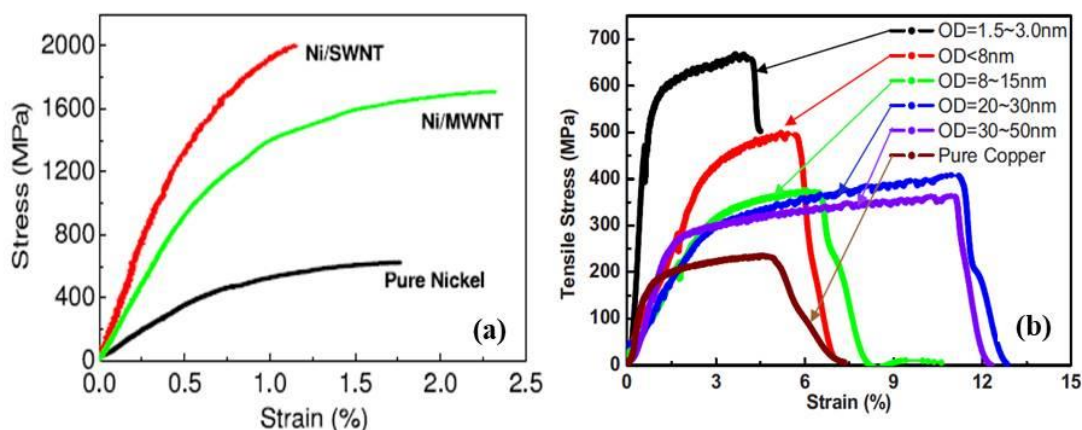 2000
1600
1200
800
400
0
Stress (MPa)
Ni/SWNT
Ni/MWNT
Pure Nickel
(a)
0.0
0.5
1.0
1.5
2.0
2.5
Strain (%)
700
600
500
400
300
200
100
0
Tensile Stress (MPa)
OD=1.5~3.0nm
OD<8nm
OD=8~15nm
OD=20~30nm
OD=30~50nm
Pure Copper
(b)
0
3
6
9
12
15
Strain (%)